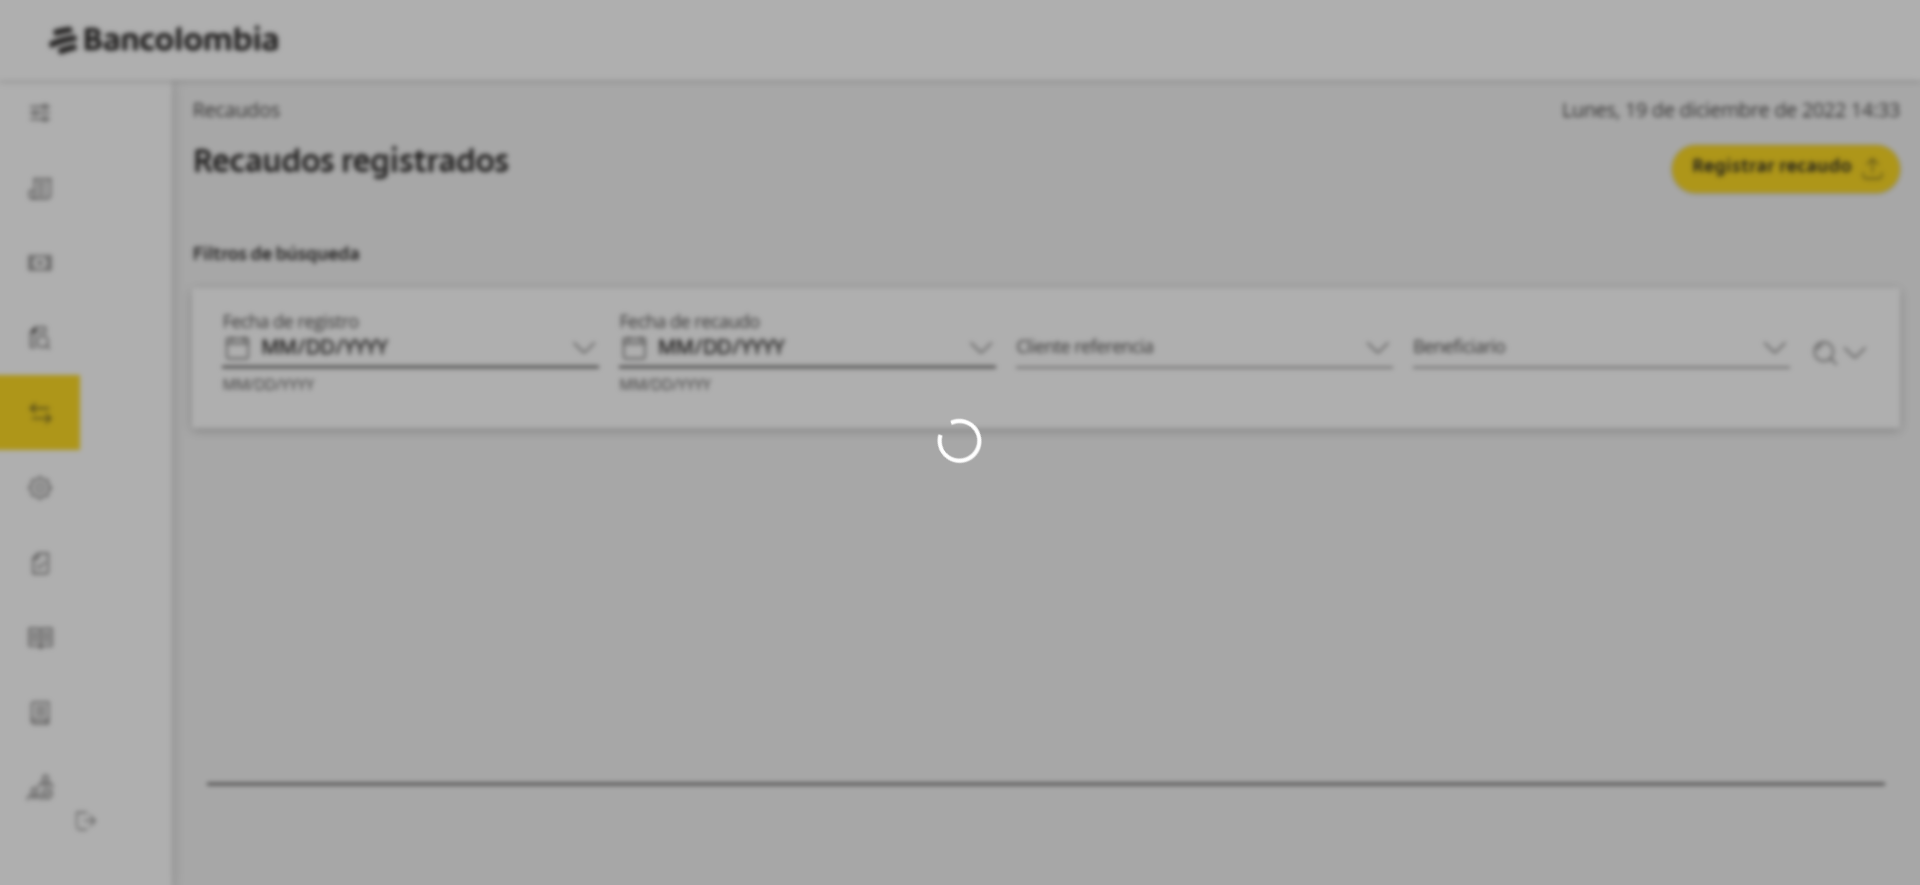 Bancolombia
Recaudos
Lunes, 19 de diciembre de 2022 14:33
Recaudos registrados
Registrar recaudo
Filtros de búsqueda
Fecha de registro
MM/DD/YYYY
MM/DD/YYYY
Fecha de recaudo
MM/DD/YYYY
MM/DD/YYYY
Cliente referencia
Beneficiario